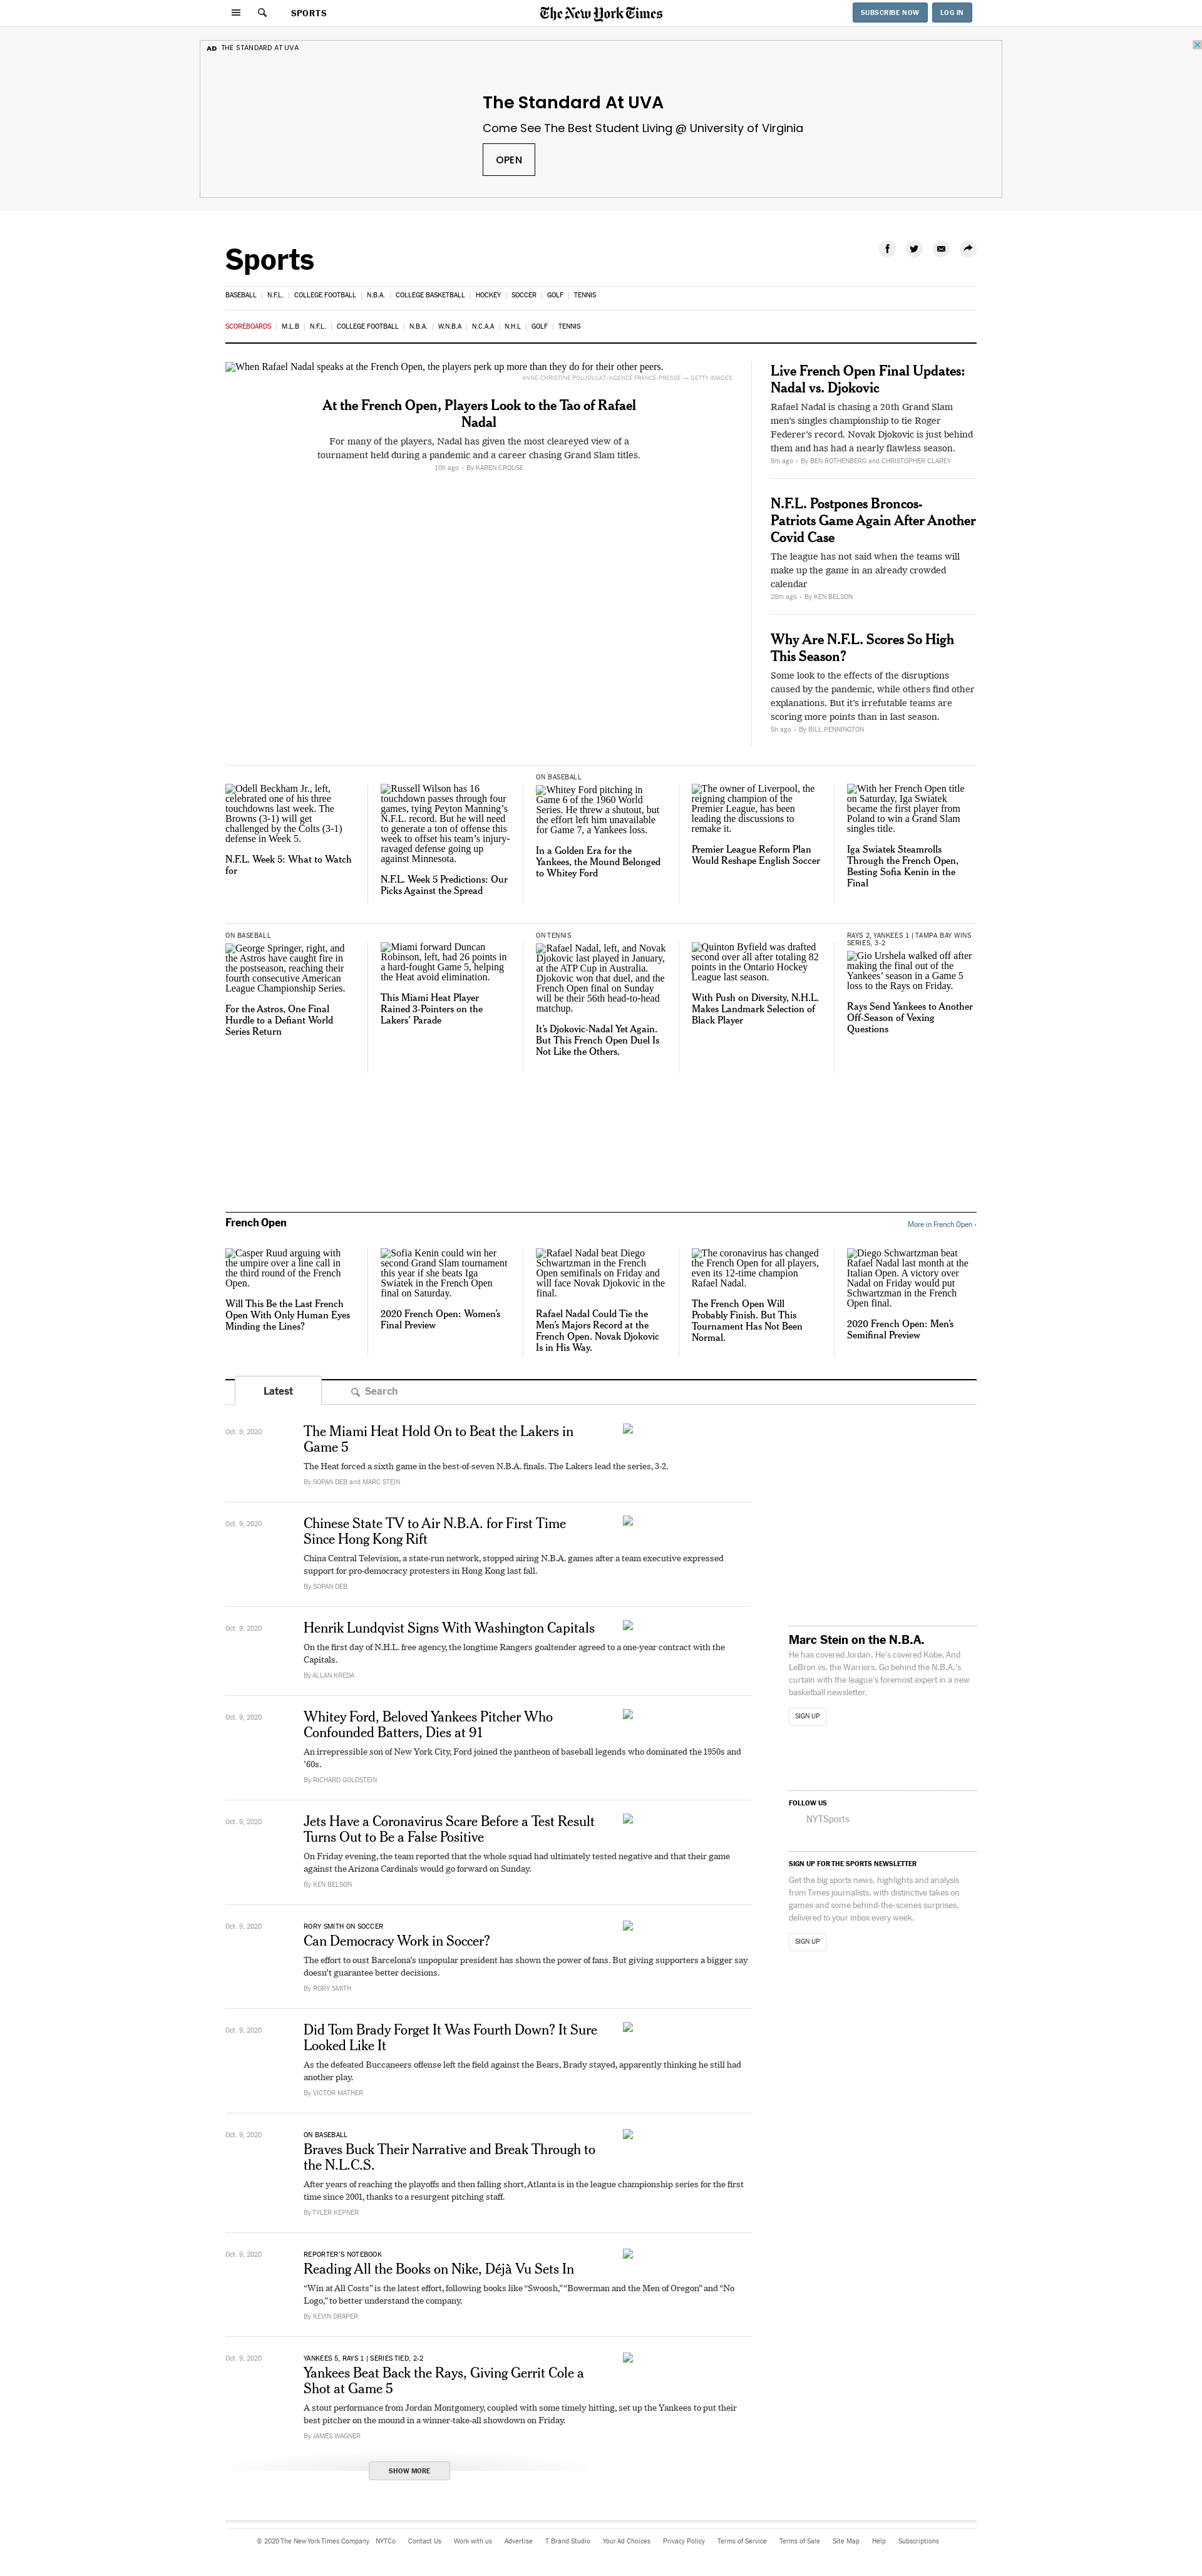 SPORTS
The New York Times
SUBSCRIBE NOW
LOG IN
AD THE STANDARD AT UVA
The Standard At UVA
Come See The Best Student Living @ University of Virginia
OPEN
Sports
BASEBALL | N.F.L. | COLLEGE FOOTBALL | N.B.A. | COLLEGE BASKETBALL | HOCKEY | SOCCER | GOLF | TENNIS
SCOREBOARDS | M.L.B | N.F.L. | COLLEGE FOOTBALL | N.B.A. | W.N.B.A | N.C.A.A | N.H.L | GOLF | TENNIS
When Rafael Nadal speaks at the French Open, the players perk up more than they do for their other peers.
ANNE-CHRISTINE POUJOULAT/AGENCE FRANCE-PRESSE — GETTY IMAGES
At the French Open, Players Look to the Tao of Rafael
Nadal
For many of the players, Nadal has given the most cleareyed view of a
tournament held during a pandemic and a career chasing Grand Slam titles.
10h ago • By KAREN CROUSE
Live French Open Final Updates:
Nadal vs. Djokovic
Rafael Nadal is chasing a 20th Grand Slam
men's singles championship to tie Roger
Federer's record. Novak Djokovic is just behind
them and has had a nearly flawless season.
8m ago • By BEN ROTHENBERG and CHRISTOPHER CLAREY
N.F.L. Postpones Broncos-
Patriots Game Again After Another
Covid Case
The league has not said when the teams will
make up the game in an already crowded
calendar
28m ago • By KEN BELSON
Why Are N.F.L. Scores So High
This Season?
Some look to the effects of the disruptions
caused by the pandemic, while others find other
explanations. But it's irrefutable teams are
scoring more points than in last season.
5h ago • By BILL PENNINGTON
Odell Beckham Jr., left,
celebrated one of his three
touchdowns last week. The
Browns (3-1) will get
challenged by the Colts (3-1)
defense in Week 5.
N.F.L. Week 5: What to Watch
for
Russell Wilson has 16
touchdown passes through four
games, tying Peyton Manning's
N.F.L. record. But he will need
to generate a ton of offense this
week to offset his team's injury-
ravaged defense going up
against Minnesota.
N.F.L. Week 5 Predictions: Our
Picks Against the Spread
ON BASEBALL
Whitey Ford pitching in
Game 6 of the 1960 World
Series. He threw a shutout, but
the effort left him unavailable
for Game 7, a Yankees loss.
In a Golden Era for the
Yankees, the Mound Belonged
to Whitey Ford
The owner of Liverpool, the
reigning champion of the
Premier League, has been
leading the discussions to
remake it.
Premier League Reform Plan
Would Reshape English Soccer
With her French Open title
on Saturday, Iga Swiatek
became the first player from
Poland to win a Grand Slam
singles title.
Iga Swiatek Steamrolls
Through the French Open,
Besting Sofia Kenin in the
Final
ON BASEBALL
George Springer, right, and
the Astros have caught fire in
the postseason, reaching their
fourth consecutive American
League Championship Series.
For the Astros, One Final
Hurdle to a Defiant World
Series Return
Miami forward Duncan
Robinson, left, had 26 points in
a hard-fought Game 5, helping
the Heat avoid elimination.
This Miami Heat Player
Rained 3-Pointers on the
Lakers' Parade
ON TENNIS
Rafael Nadal, left, and Novak
Djokovic last played in January,
at the ATP Cup in Australia.
Djokovic won that duel, and the
French Open final on Sunday
will be their 56th head-to-head
matchup.
It's Djokovic-Nadal Yet Again.
But This French Open Duel Is
Not Like the Others.
Quinton Byfield was drafted
second over all after totaling 82
points in the Ontario Hockey
League last season.
With Push on Diversity, N.H.L.
Makes Landmark Selection of
Black Player
RAYS 2, YANKEES 1 | TAMPA BAY WINS
SERIES, 3-2
Gio Urshela walked off after
making the final out of the
Yankees' season in a Game 5
loss to the Rays on Friday.
Rays Send Yankees to Another
Off-Season of Vexing
Questions
French Open
More in French Open ›
Casper Ruud arguing with
the umpire over a line call in
the third round of the French
Open.
Will This Be the Last French
Open With Only Human Eyes
Minding the Lines?
Sofia Kenin could win her
second Grand Slam tournament
this year if she beats Iga
Swiatek in the French Open
final on Saturday.
2020 French Open: Women's
Final Preview
Rafael Nadal beat Diego
Schwartzman in the French
Open semifinals on Friday and
will face Novak Djokovic in the
final.
Rafael Nadal Could Tie the
Men's Majors Record at the
French Open. Novak Djokovic
Is in His Way.
The coronavirus has changed
the French Open for all players,
even its 12-time champion
Rafael Nadal.
The French Open Will
Probably Finish. But This
Tournament Has Not Been
Normal.
Diego Schwartzman beat
Rafael Nadal last month at the
Italian Open. A victory over
Nadal on Friday would put
Schwartzman in the French
Open final.
2020 French Open: Men's
Semifinal Preview
Latest
Search
Oct. 9, 2020
The Miami Heat Hold On to Beat the Lakers in
Game 5
The Heat forced a sixth game in the best-of-seven N.B.A. finals. The Lakers lead the series, 3-2.
By SOPAN DEB and MARC STEIN
Oct. 9, 2020
Chinese State TV to Air N.B.A. for First Time
Since Hong Kong Rift
China Central Television, a state-run network, stopped airing N.B.A. games after a team executive expressed
support for pro-democracy protesters in Hong Kong last fall.
By SOPAN DEB
Oct. 9, 2020
Henrik Lundqvist Signs With Washington Capitals
On the first day of N.H.L. free agency, the longtime Rangers goaltender agreed to a one-year contract with the
Capitals.
By ALLAN KREDA
Oct. 9, 2020
Whitey Ford, Beloved Yankees Pitcher Who
Confounded Batters, Dies at 91
An irrepressible son of New York City, Ford joined the pantheon of baseball legends who dominated the 1950s and
'60s.
By RICHARD GOLDSTEIN
Oct. 9, 2020
Jets Have a Coronavirus Scare Before a Test Result
Turns Out to Be a False Positive
On Friday evening, the team reported that the whole squad had ultimately tested negative and that their game
against the Arizona Cardinals would go forward on Sunday.
By KEN BELSON
Oct. 9, 2020
RORY SMITH ON SOCCER
Can Democracy Work in Soccer?
The effort to oust Barcelona's unpopular president has shown the power of fans. But giving supporters a bigger say
doesn't guarantee better decisions.
By RORY SMITH
Oct. 9, 2020
Did Tom Brady Forget It Was Fourth Down? It Sure
Looked Like It
As the defeated Buccaneers offense left the field against the Bears, Brady stayed, apparently thinking he still had
another play.
By VICTOR MATHER
Oct. 9, 2020
ON BASEBALL
Braves Buck Their Narrative and Break Through to
the N.L.C.S.
After years of reaching the playoffs and then falling short, Atlanta is in the league championship series for the first
time since 2001, thanks to a resurgent pitching staff.
By TYLER KEPNER
Oct. 9, 2020
REPORTER'S NOTEBOOK
Reading All the Books on Nike, Déjà Vu Sets In
“Win at All Costs” is the latest effort, following books like “Swoosh,” “Bowerman and the Men of Oregon” and “No
Logo,” to better understand the company.
By KEVIN DRAPER
Oct. 9, 2020
YANKEES 5, RAYS 1 | SERIES TIED, 2-2
Yankees Beat Back the Rays, Giving Gerrit Cole a
Shot at Game 5
A stout performance from Jordan Montgomery, coupled with some timely hitting, set up the Yankees to put their
best pitcher on the mound in a winner-take-all showdown on Friday.
By JAMES WAGNER
SHOW MORE
Marc Stein on the N.B.A.
He has covered Jordan. He's covered Kobe. And
LeBron vs. the Warriors. Go behind the N.B.A.'s
curtain with the league's foremost expert in a new
basketball newsletter.
SIGN UP
FOLLOW US
NYTSports
SIGN UP FOR THE SPORTS NEWSLETTER
Get the big sports news, highlights and analysis
from Times journalists, with distinctive takes on
games and some behind-the-scenes surprises,
delivered to your inbox every week.
SIGN UP
© 2020 The New York Times Company NYTCo Contact Us Work with us Advertise T Brand Studio Your Ad Choices Privacy Policy Terms of Service Terms of Sale Site Map Help Subscriptions